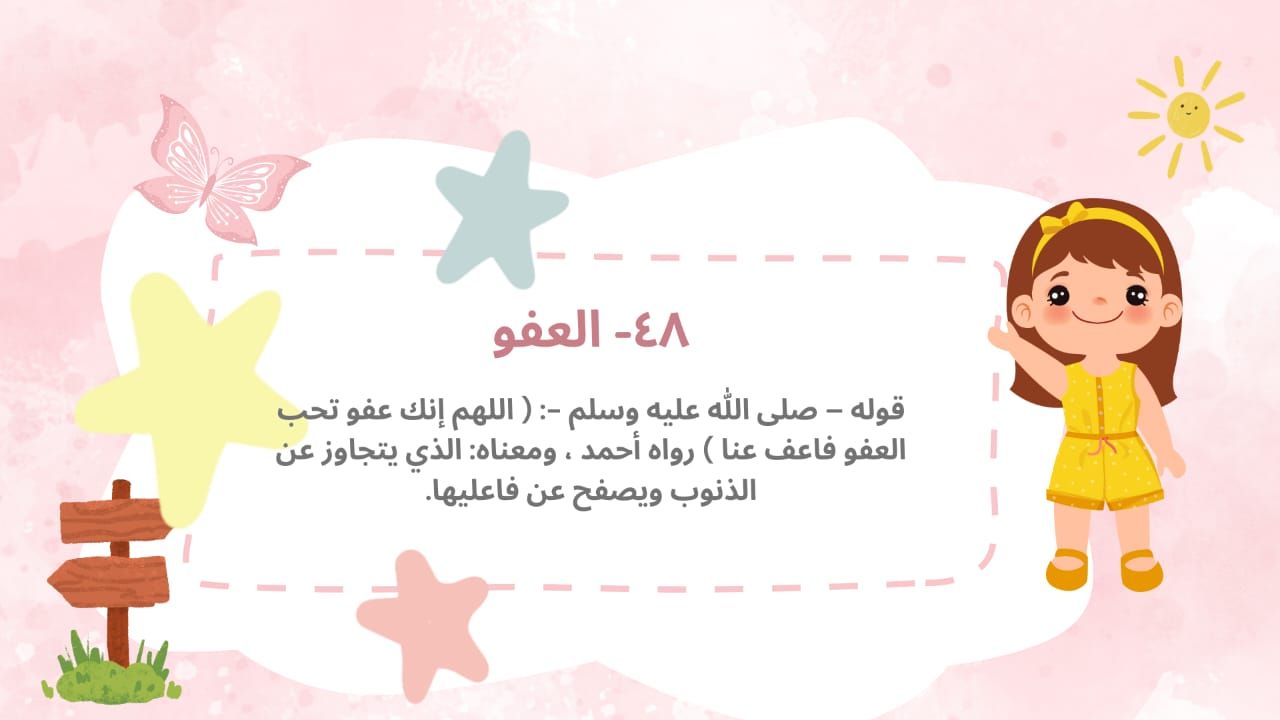 ٤٨- العفو
قوله – صلى الله عليه وسلم –: ( اللهم إنك عفو تحب
العفو فاعف عنا ) رواه أحمد ، ومعناه: الذي يتجاوز عن
الذنوب ويصفح عن فاعليها.